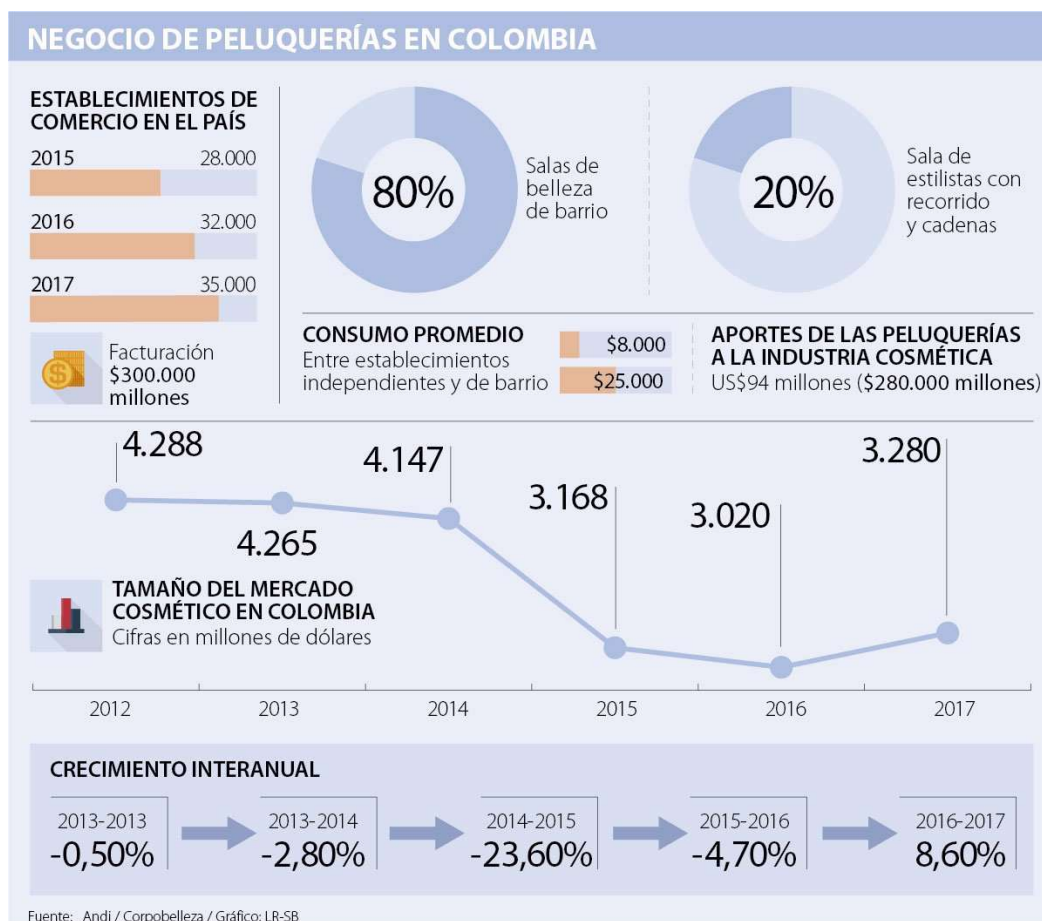 NEGOCIO DE PELUQUERÍAS EN COLOMBIA
ESTABLECIMIENTOS DE
COMERCIO EN EL PAÍS
2015 28.000
2016 32.000
2017 35.000
Facturación
$300.000
millones
80%
Salas de
belleza
de barrio
20%
Sala de
estilistas con
recorrido
y cadenas
CONSUMO PROMEDIO
Entre establecimientos
independientes y de barrio
$8.000
$25.000
APORTES DE LAS PELUQUERÍAS
A LA INDUSTRIA COSMÉTICA
US$94 millones ($280.000 millones)
4.288
4.265
4.147
3.168
3.020
3.280
TAMAÑO DEL MERCADO
COSMÉTICO EN COLOMBIA
Cifras en millones de dólares
2012 2013 2014 2015 2016 2017
CRECIMIENTO INTERANUAL
2013-2013
-0,50%
2013-2014
-2,80%
2014-2015
-23,60%
2015-2016
-4,70%
2016-2017
8,60%
Fuente: Andi / Corpobelleza / Gráfico: LR-SB